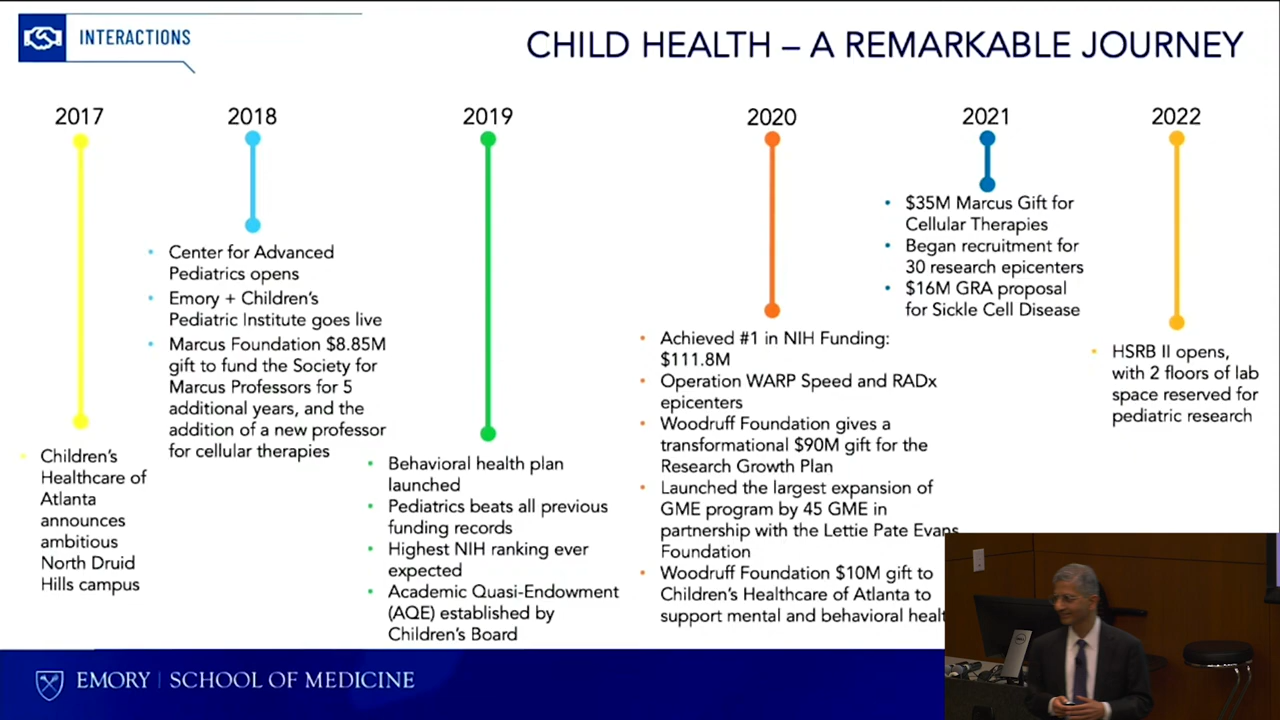 INTERACTIONS
CHILD HEALTH – A REMARKABLE JOURNEY
2017
• Children's
Healthcare of
Atlanta
announces
ambitious
North Druid
Hills campus
2018
• Center for Advanced
Pediatrics opens
• Emory + Children's
Pediatric Institute goes live
• Marcus Foundation $8.85M
gift to fund the Society for
Marcus Professors for 5
additional years, and the
addition of a new professor
for cellular therapies
2019
• Behavioral health plan
launched
• Pediatrics beats all previous
funding records
• Highest NIH ranking ever
expected
• Academic Quasi-Endowment
(AQE) established by
Children's Board
2020
• Achieved #1 in NIH Funding:
$111.8M
• Operation WARP Speed and RADx
epicenters
• Woodruff Foundation gives a
transformational $90M gift for the
Research Growth Plan
• Launched the largest expansion of
GME program by 45 GME in
partnership with the Lettie Pate Evans
Foundation
• Woodruff Foundation $10M gift to
Children's Healthcare of Atlanta to
support mental and behavioral healt
2021
• $35M Marcus Gift for
Cellular Therapies
• Began recruitment for
30 research epicenters
• $16M GRA proposal
for Sickle Cell Disease
2022
• HSRB II opens,
with 2 floors of lab
space reserved for
pediatric research
EMORY | SCHOOL OF MEDICINE
DELL